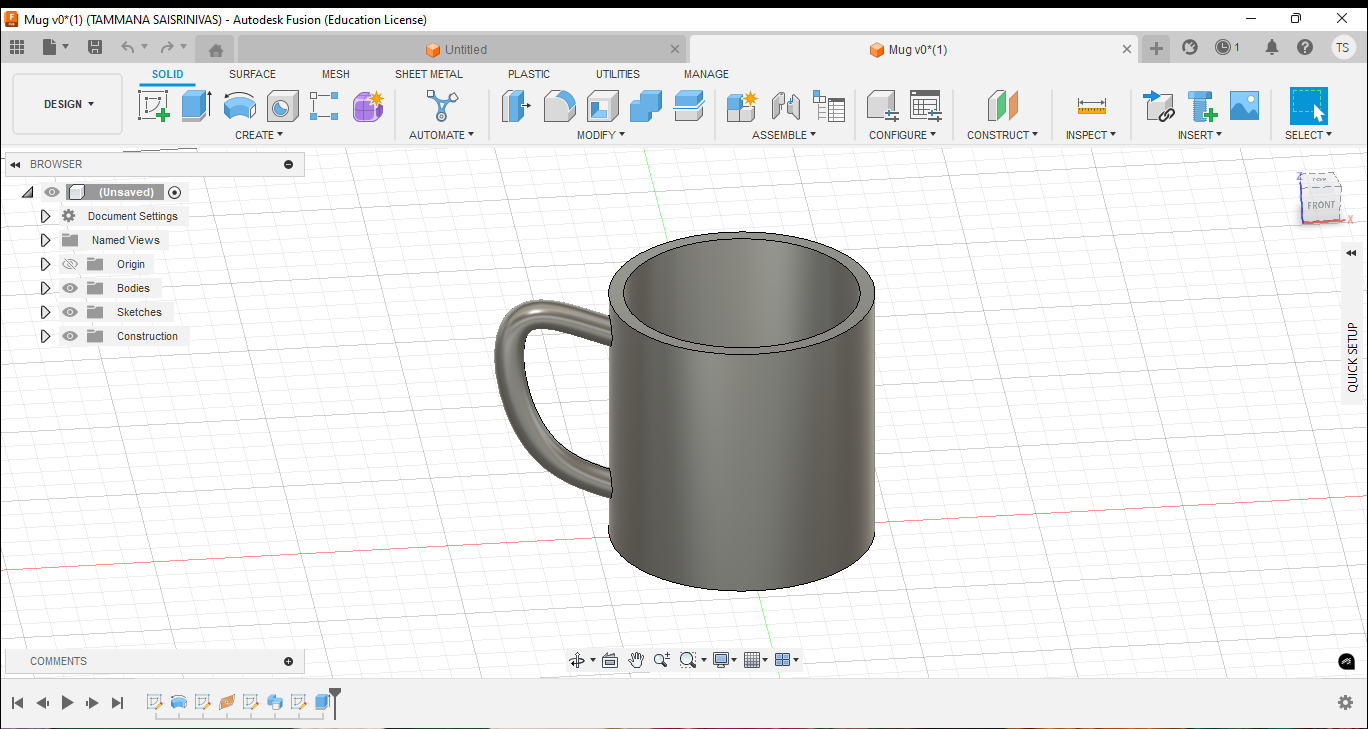 Mug v0*(1) (TAMMANA SAISRINIVAS) - Autodesk Fusion (Education License)
Untitled
Mug v0*(1)
1
TS
DESIGN
SOLID SURFACE MESH SHEET METAL PLASTIC UTILITIES MANAGE
CREATE AUTOMATE MODIFY ASSEMBLE CONFIGURE CONSTRUCT INSPECT INSERT SELECT
BROWSER
(Unsaved)
Document Settings
Named Views
Origin
Bodies
Sketches
Construction
Z
TOP
FRONT
X
QUICK SETUP
COMMENTS